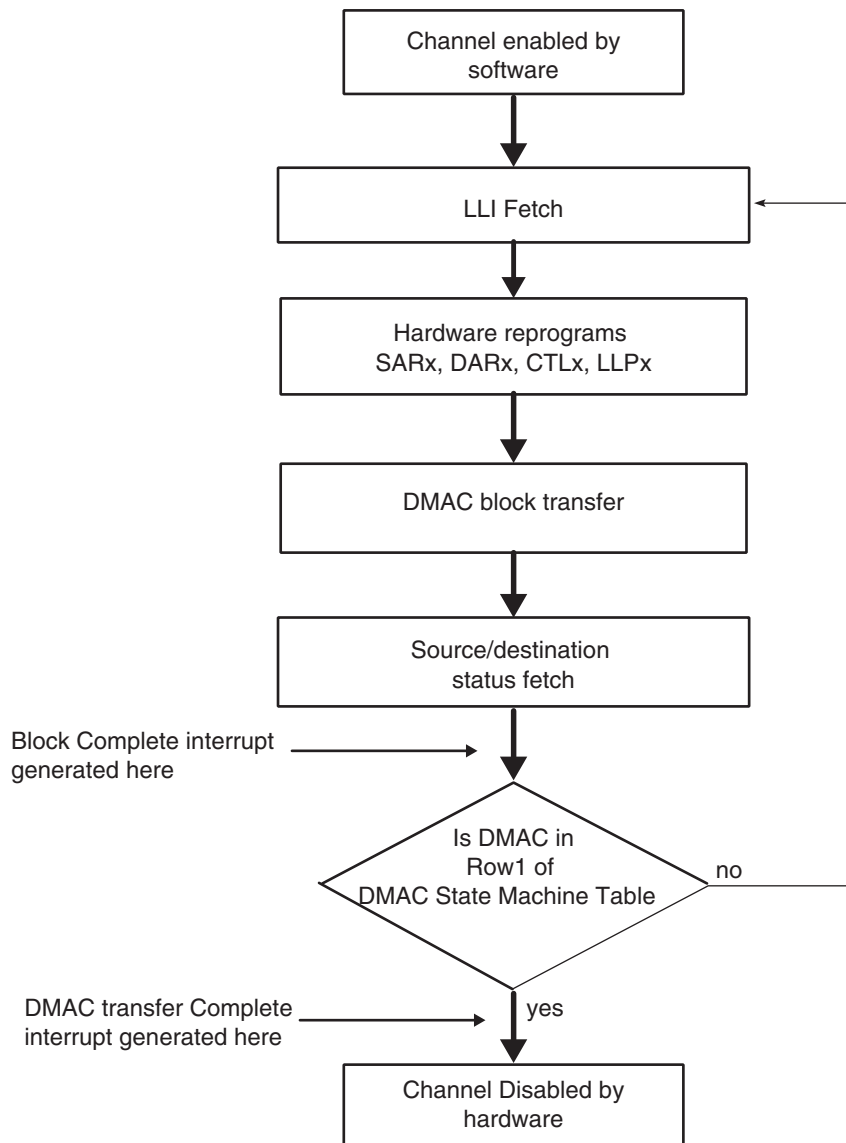 Channel enabled by
software
LLI Fetch
Hardware reprograms
SARx, DARx, CTLx, LLPx
DMAC block transfer
Source/destination
status fetch
Block Complete interrupt
generated here
Is DMAC in
Row1 of
DMAC State Machine Table
no
DMAC transfer Complete
interrupt generated here
yes
Channel Disabled by
hardware